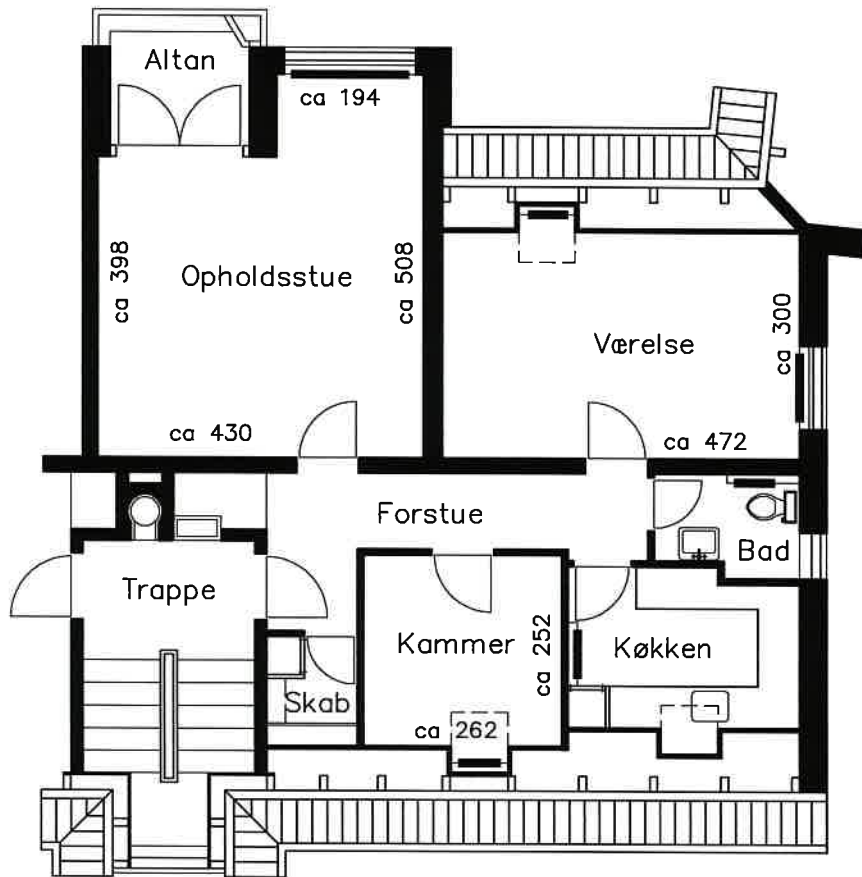 Altan
ca 194
ca 398
Opholdsstue
ca 508
Værelse
ca 300
ca 430
ca 472
Forstue
Bad
Trappe
Kammer
ca 252
Køkken
Skab
ca 262